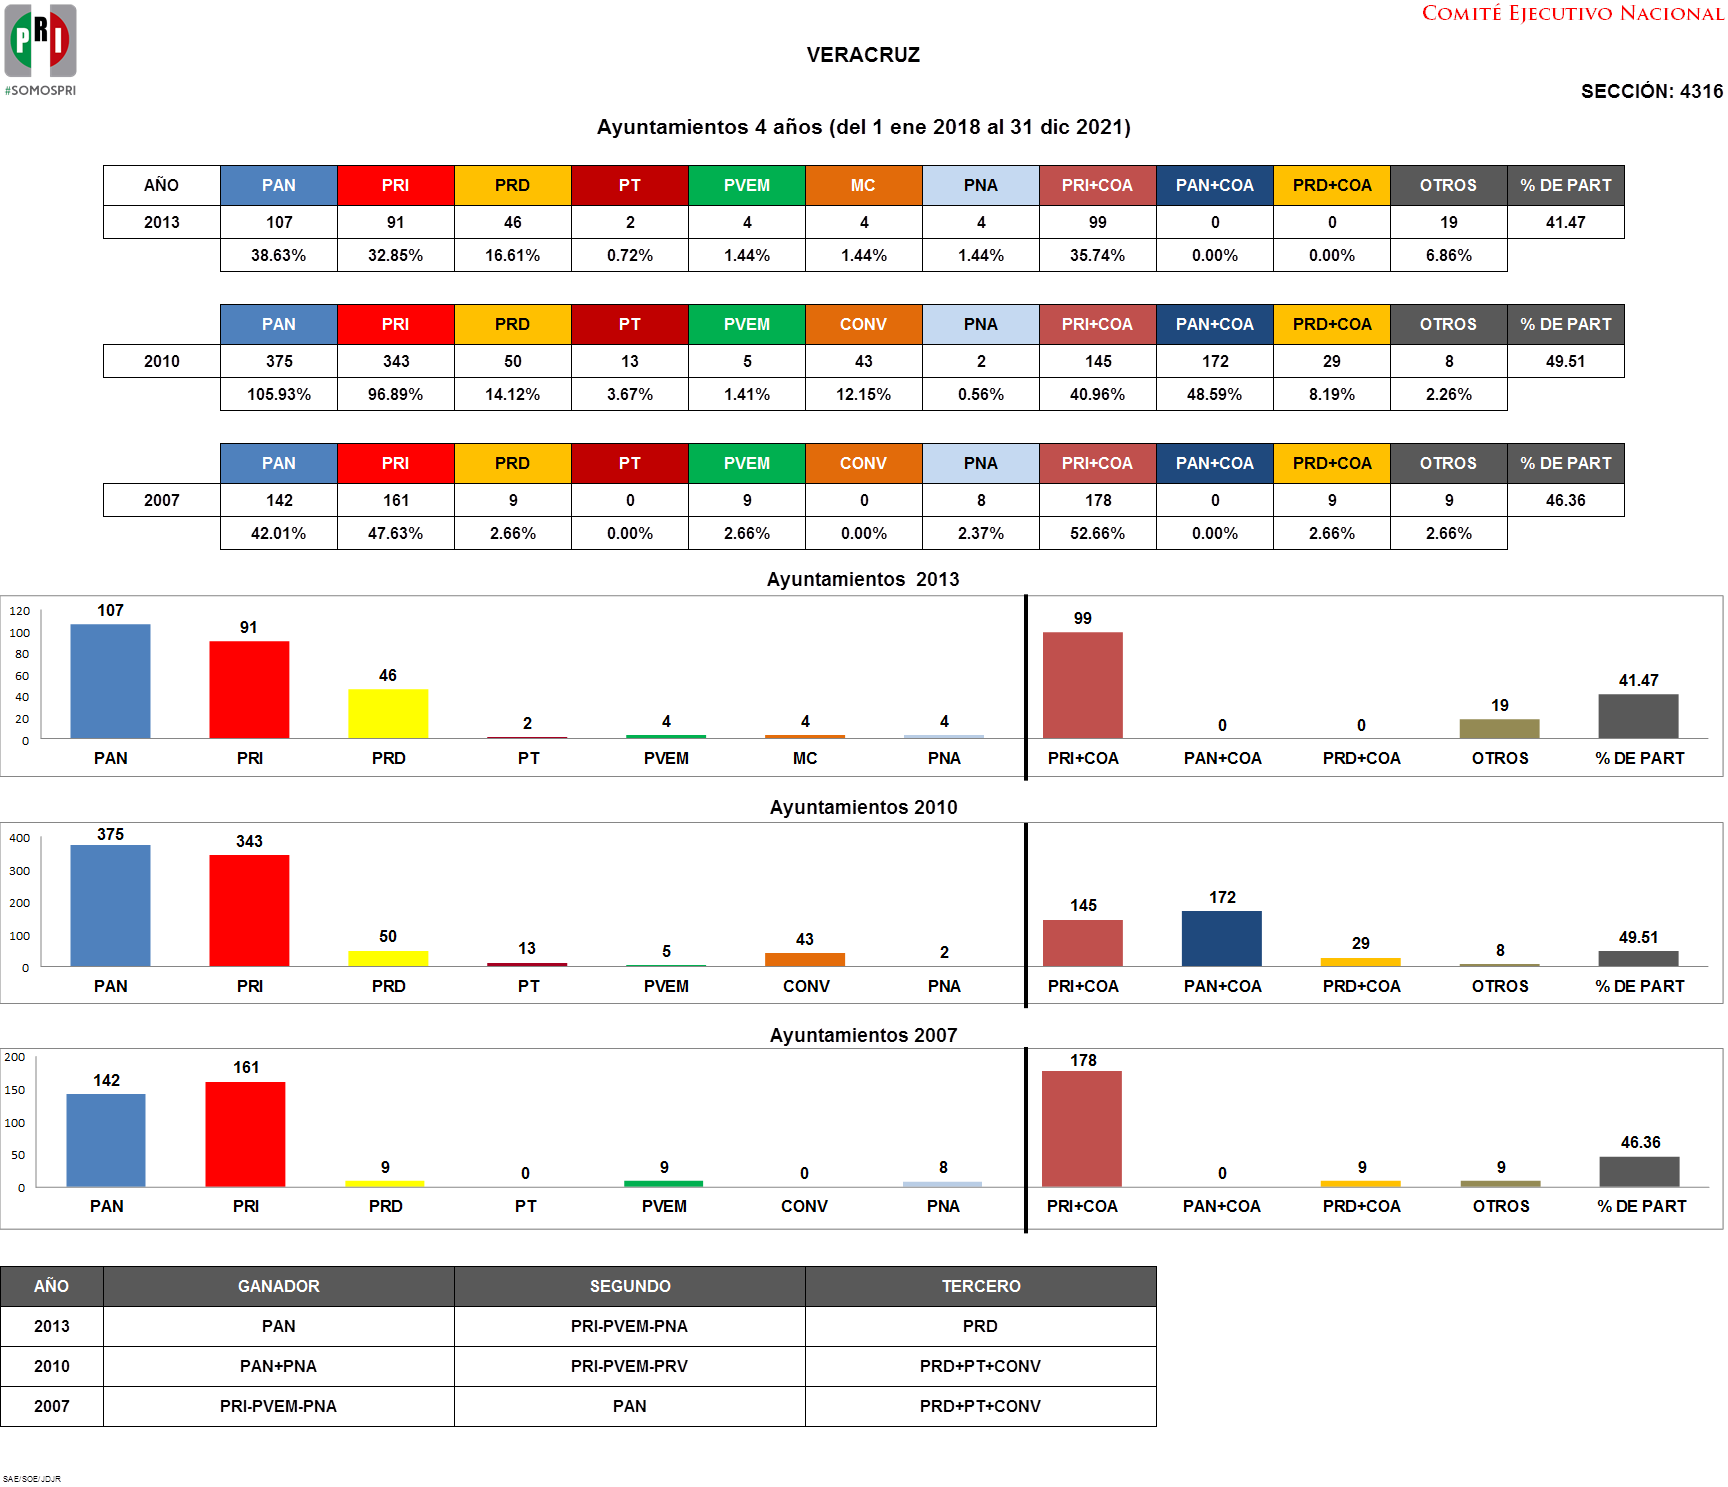 PRI
#SOMOSPRI
COMITÉ EJECUTIVO NACIONAL
VERACRUZ
SECCIÓN: 4316
Ayuntamientos 4 años (del 1 ene 2018 al 31 dic 2021)
AÑO PAN PRI PRD PT PVEM MC PNA PRI+COA PAN+COA PRD+COA OTROS % DE PART
2013 107 91 46 2 4 4 4 99 0 0 19 41.47
38.63% 32.85% 16.61% 0.72% 1.44% 1.44% 1.44% 35.74% 0.00% 0.00% 6.86%
PAN PRI PRD PT PVEM CONV PNA PRI+COA PAN+COA PRD+COA OTROS % DE PART
2010 375 343 50 13 5 43 2 145 172 29 8 49.51
105.93% 96.89% 14.12% 3.67% 1.41% 12.15% 0.56% 40.96% 48.59% 8.19% 2.26%
PAN PRI PRD PT PVEM CONV PNA PRI+COA PAN+COA PRD+COA OTROS % DE PART
2007 142 161 9 0 9 0 8 178 0 9 9 46.36
42.01% 47.63% 2.66% 0.00% 2.66% 0.00% 2.37% 52.66% 0.00% 2.66% 2.66%
Ayuntamientos 2013
120
100
80
60
40
20
0
107 91 46 2 4 4 4 99 0 0 19 41.47
PAN PRI PRD PT PVEM MC PNA PRI+COA PAN+COA PRD+COA OTROS % DE PART
Ayuntamientos 2010
400
300
200
100
0
375 343 50 13 5 43 2 145 172 29 8 49.51
PAN PRI PRD PT PVEM CONV PNA PRI+COA PAN+COA PRD+COA OTROS % DE PART
Ayuntamientos 2007
200
150
100
50
0
142 161 9 0 9 0 8 178 0 9 9 46.36
PAN PRI PRD PT PVEM CONV PNA PRI+COA PAN+COA PRD+COA OTROS % DE PART
AÑO GANADOR SEGUNDO TERCERO
2013 PAN PRI-PVEM-PNA PRD
2010 PAN+PNA PRI-PVEM-PRV PRD+PT+CONV
2007 PRI-PVEM-PNA PAN PRD+PT+CONV
SAE/SOE/JDJR